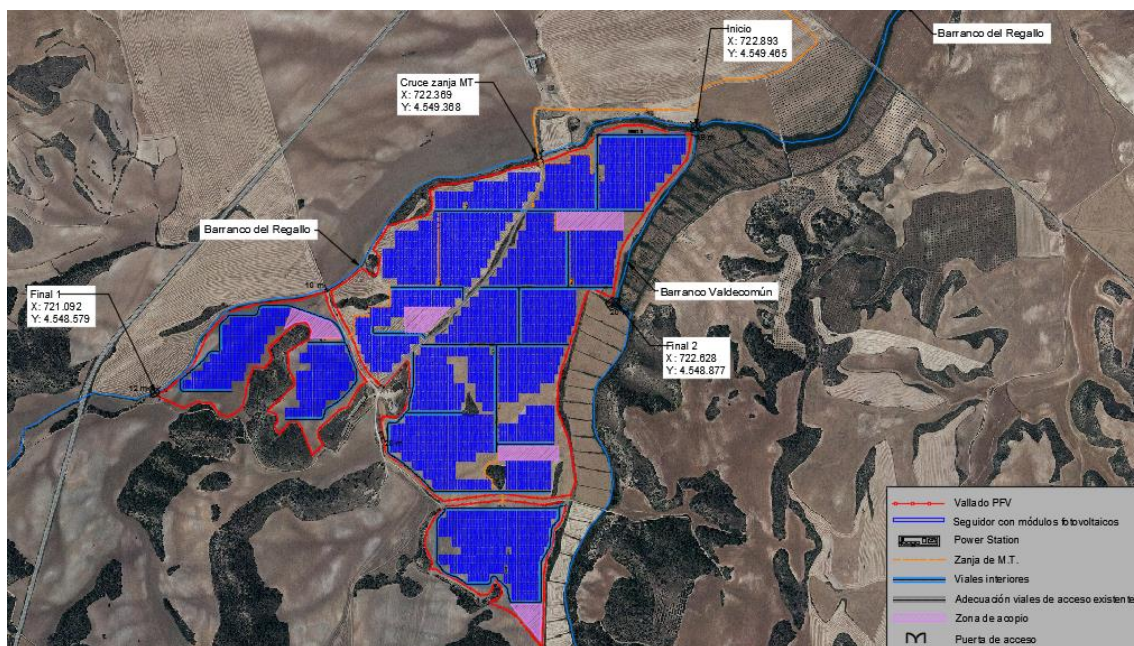 Barranco del Regallo
Inicio
X: 722.893
Y: 4.549.465
Cruce zanja MT
X: 722.369
Y: 4.549.368
Barranco del Regallo
10 m
Final 1
X: 721.092
Y: 4.548.579
12 m
Barranco Valdecomún
Final 2
X: 722.628
Y: 4.548.877
Vallado PFV
Seguidor con módulos fotovoltaicos
Power Station
Zanja de M.T.
Viales interiores
Adecuación viales de acceso existente
Zona de acopio
Puerta de acceso